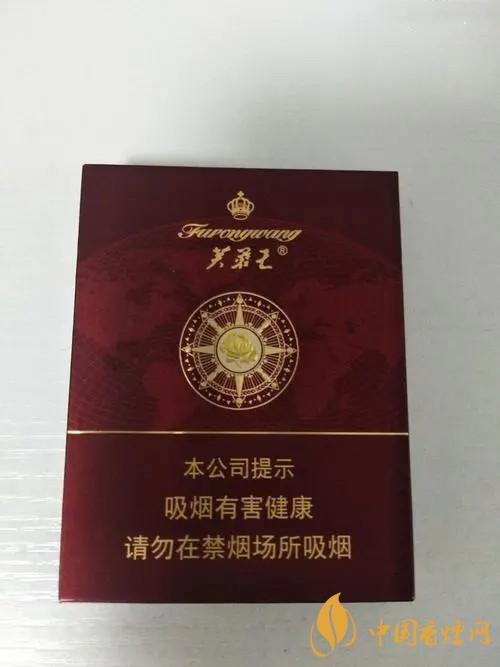 Furongwang
芙蓉王®
本公司提示
吸烟有害健康
请勿在禁烟场所吸烟
中国香烟网